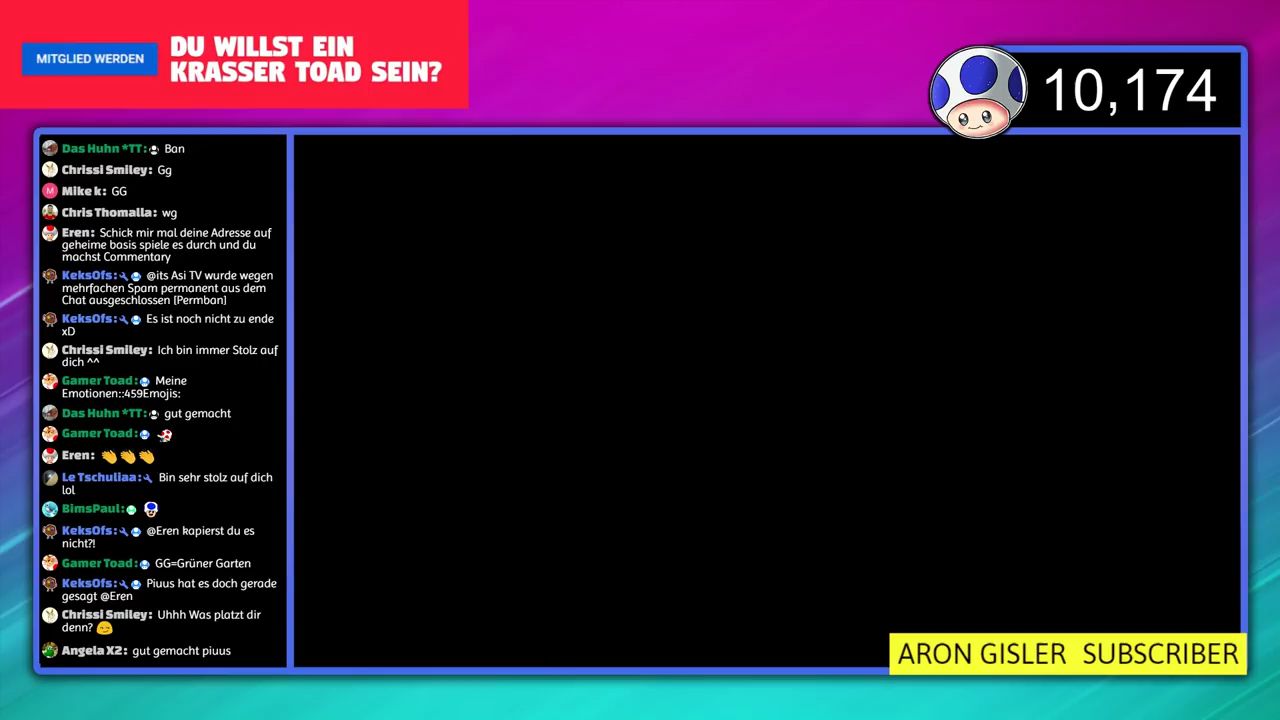 MITGLIED WERDEN
DU WILLST EIN
KRASSER TOAD SEIN?
10,174
Das Huhn *TT: Ban
Chrissi Smiley: Gg
M Mike k: GG
Chris Thomalla: wg
Eren: Schick mir mal deine Adresse auf
geheime basis spiele es durch und du
machst Commentary
KeksOfs: @its Asi TV wurde wegen
mehrfachen Spam permanent aus dem
Chat ausgeschlossen [Permban]
KeksOfs: Es ist noch nicht zu ende
xD
Chrissi Smiley: Ich bin immer Stolz auf
dich ^^
Gamer Toad: Meine
Emotionen::459Emojis:
Das Huhn *TT: gut gemacht
Gamer Toad:
Eren: 👏👏👏
Le Tschuliaa: Bin sehr stolz auf dich
lol
BimsPaul:
KeksOfs: @Eren kapierst du es
nicht?!
Gamer Toad: GG=Grüner Garten
KeksOfs: Piuus hat es doch gerade
gesagt @Eren
Chrissi Smiley: Uhhh Was platzt dir
denn? 😏
Angela X2: gut gemacht piuus
ARON GISLER SUBSCRIBER